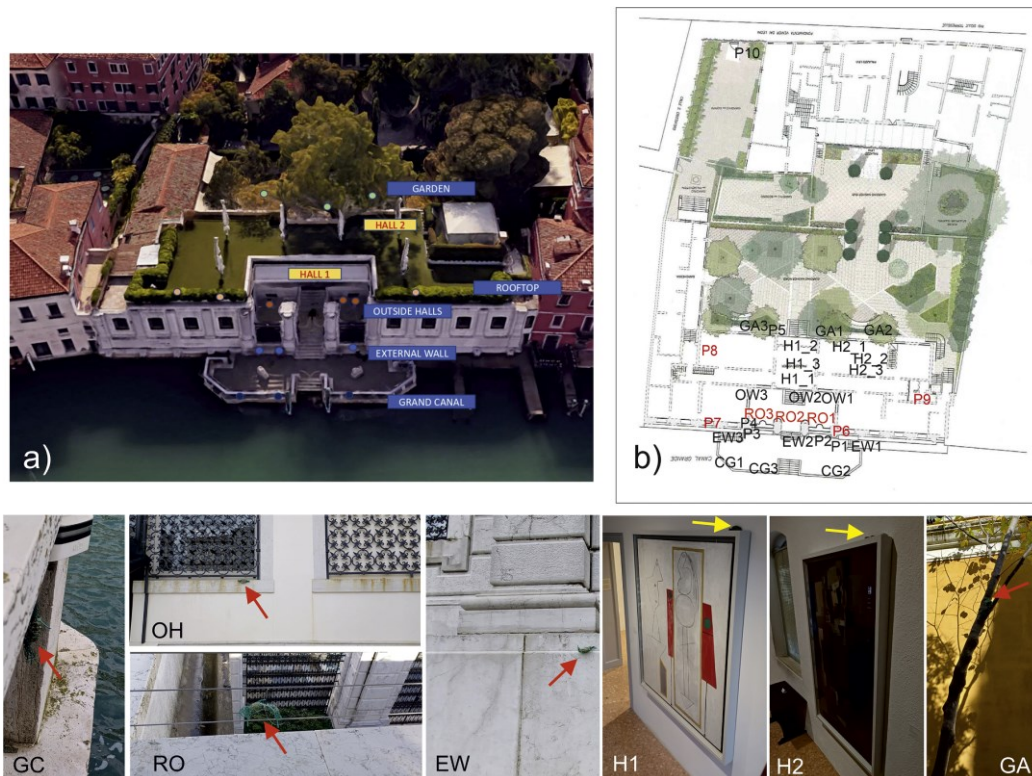 GARDEN
HALL 2
HALL 1
ROOFTOP
OUTSIDE HALLS
EXTERNAL WALL
GRAND CANAL
a)
P10
GA3 P5 GA1 GA2
H1_2 H2_1
P8 H2_2
H1_3 H2_3
H1_1
OW3 OW2 OW1 P9
RO3 RO2 RO1
P7 P4 P6
EW3 P3 EW2 P2 P1 EW1
CANAL GRANDE
CG1 CG3 CG2
b)
GC
OH
RO
EW
H1
H2
GA